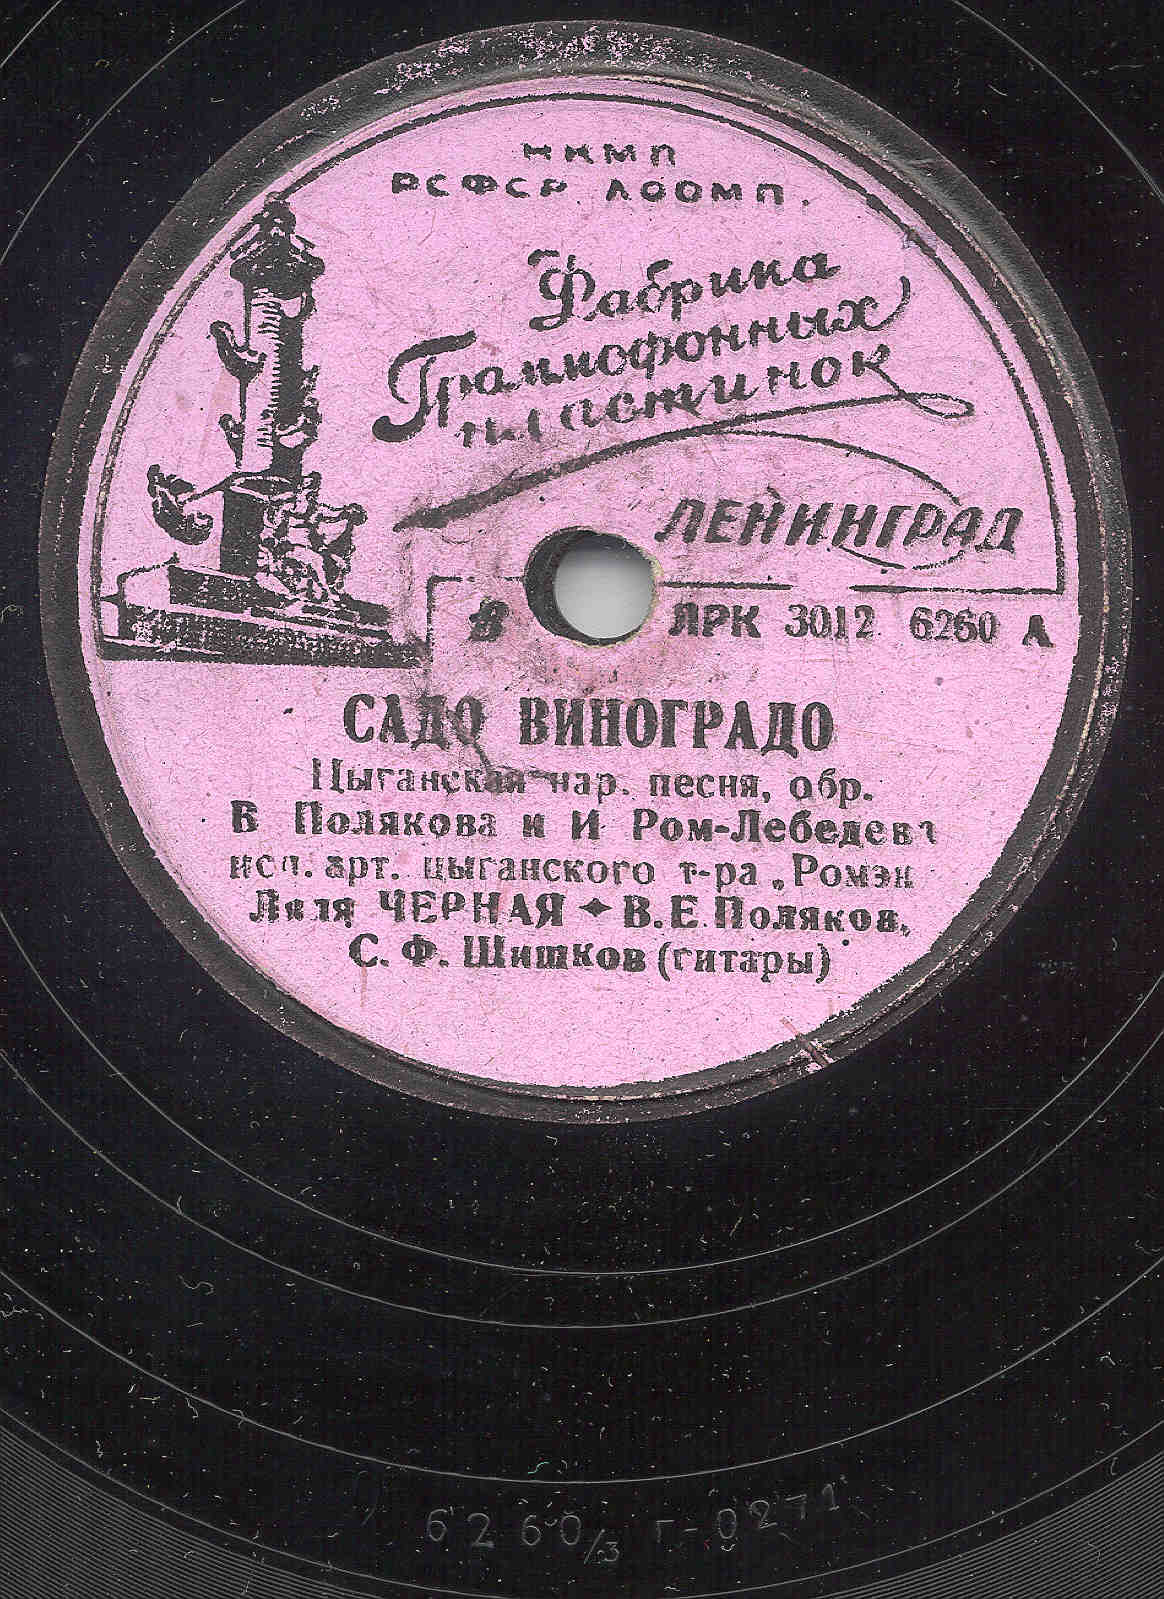 НКМП
РСФСР. ЛООМП.
Фабрика
Граммофонных
пластинок
ЛЕНИНГРАД
В ЛРК 3012 6260 А
САДО ВИНОГРАДО
Цыганская нар. песня, обр.
В Полякова и И Ром-Лебедева
исп. арт. цыганского т-ра „Ромэн
Ляля ЧЕРНАЯ ✦ В. Е. Поляков,
С. Ф. Шишков (гитары)
6260/3 Г-0271